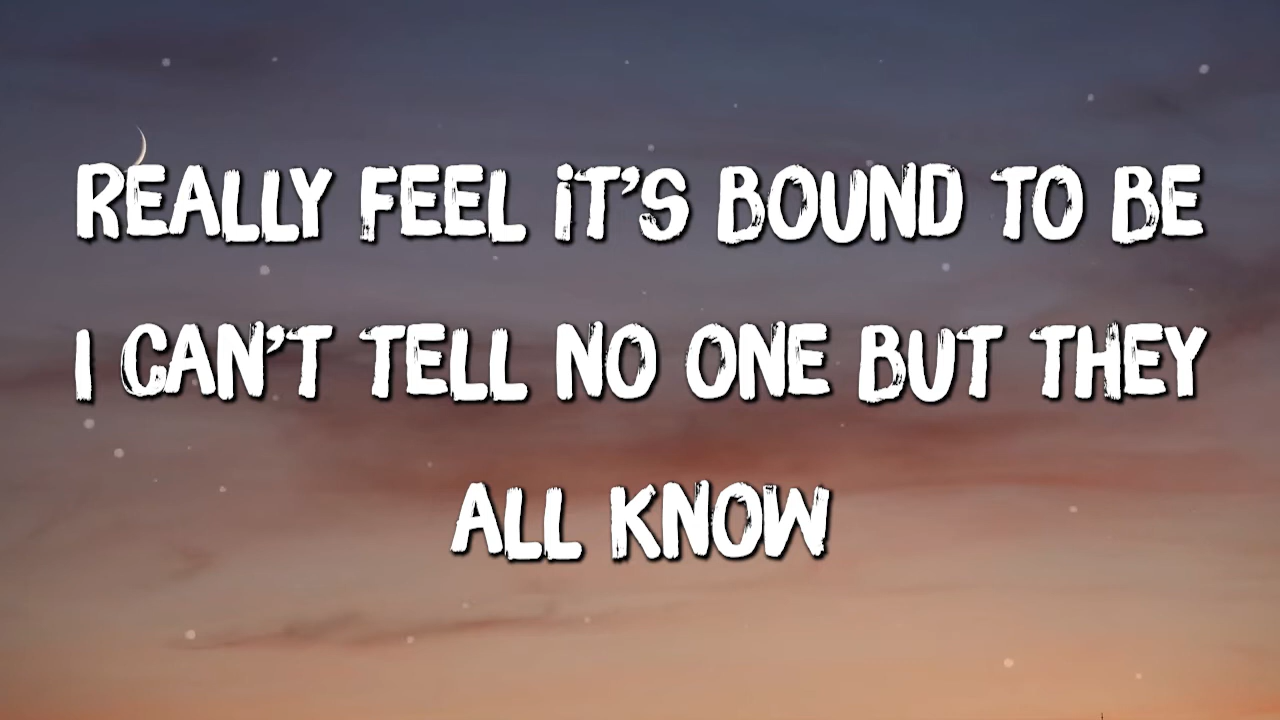 REALLY FEEL iT'S BOUND TO BE
I CAN'T TELL NO ONE BUT THEY
ALL KNOW